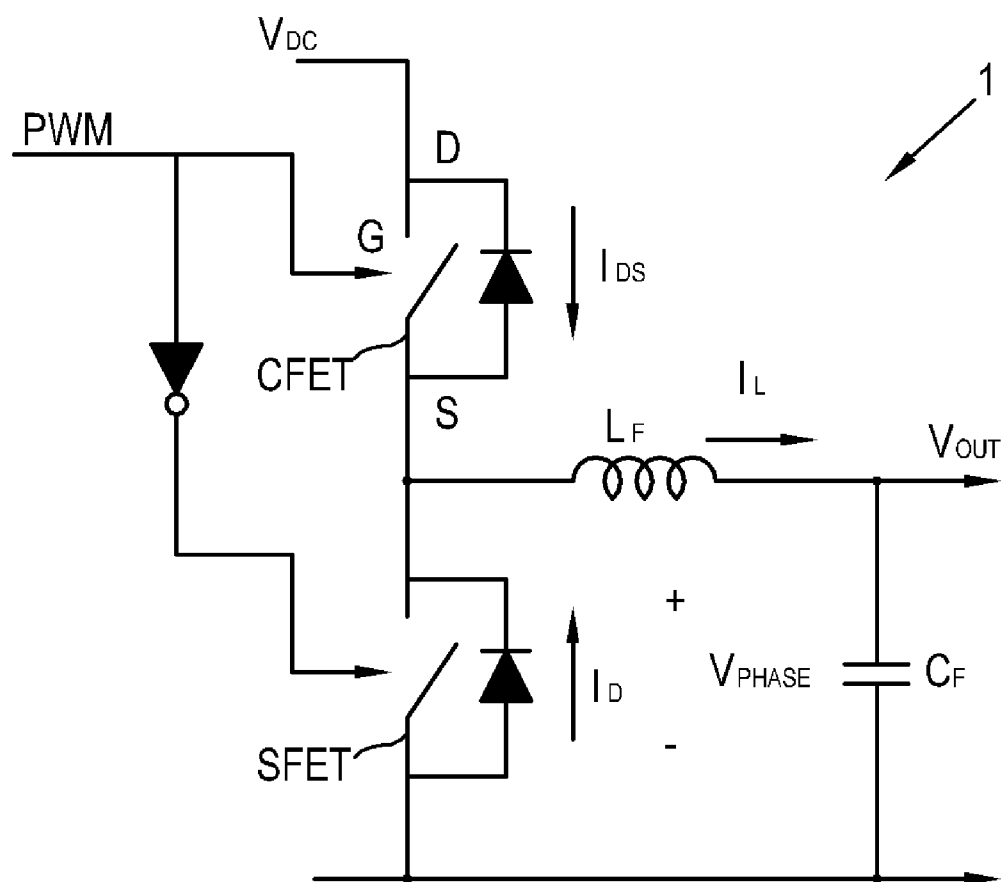 VDC
1
PWM
D
G
IDS
CFET
S
IL
LF
VOUT
+
VPHASE
CF
ID
-
SFET